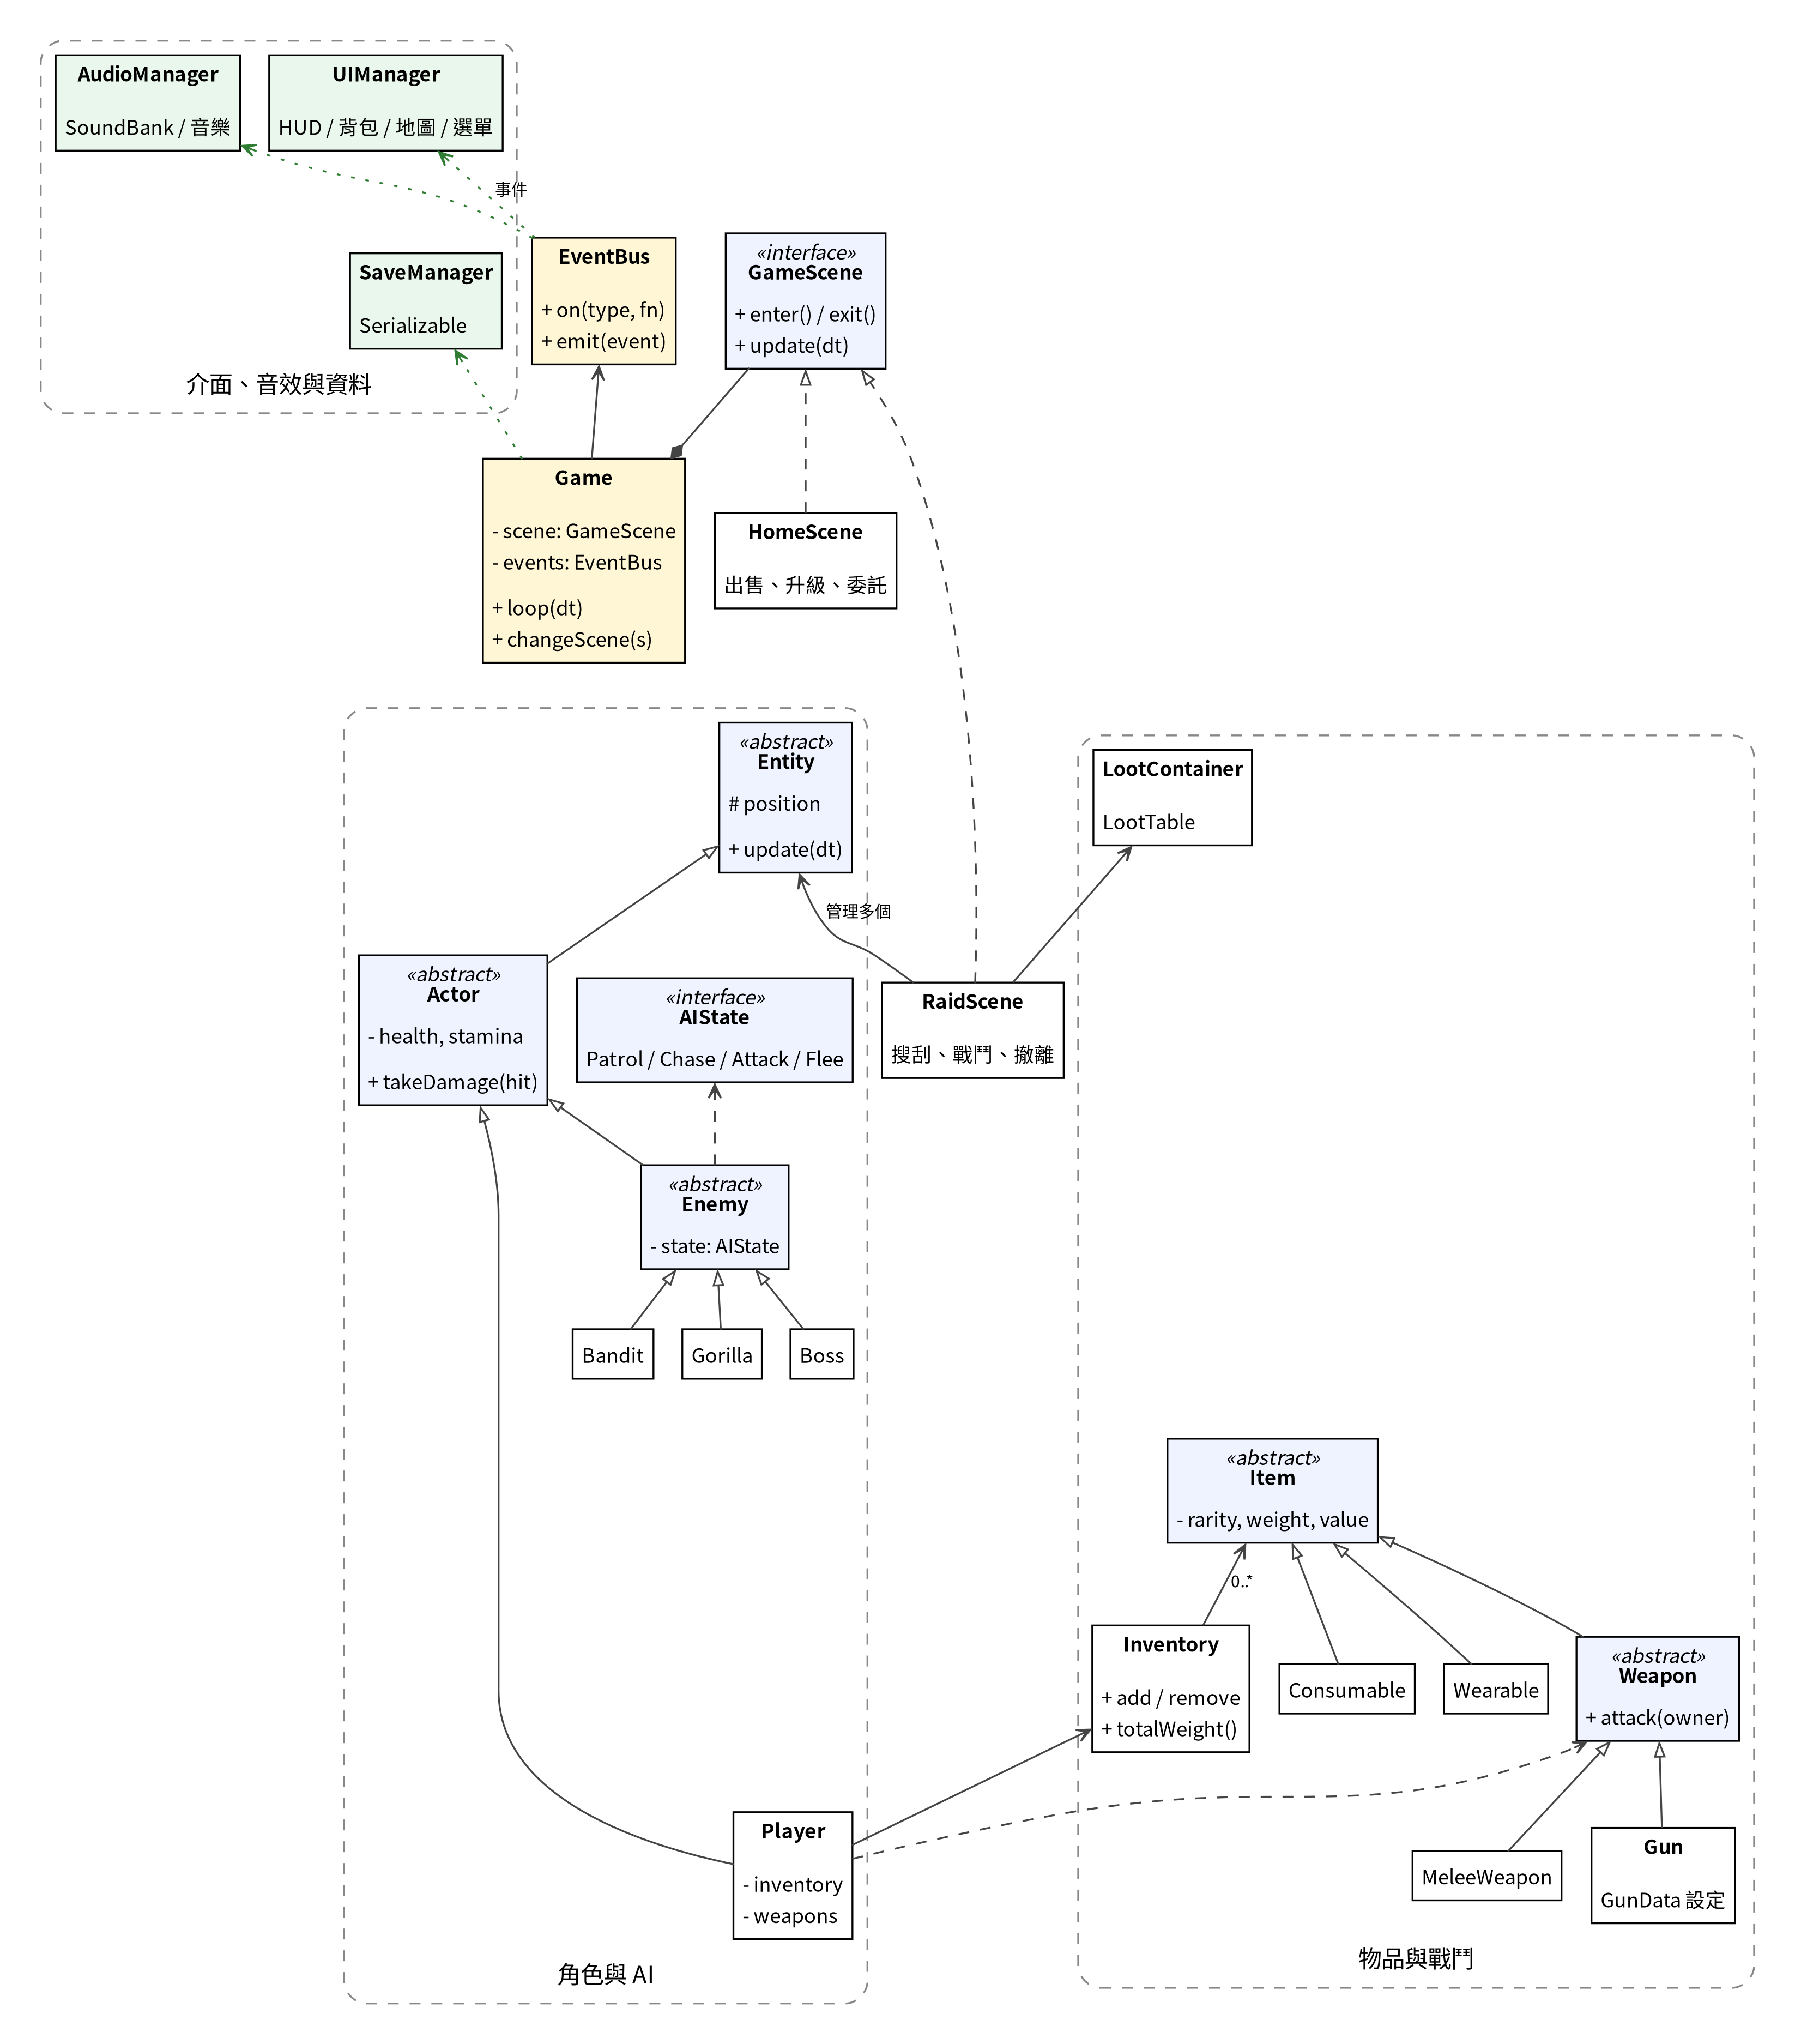 AudioManager
SoundBank / 音樂
UIManager
HUD / 背包 / 地圖 / 選單
事件
SaveManager
Serializable
介面、音效與資料
EventBus
+ on(type, fn)
+ emit(event)
«interface»
GameScene
+ enter() / exit()
+ update(dt)
Game
- scene: GameScene
- events: EventBus
+ loop(dt)
+ changeScene(s)
HomeScene
出售、升級、委託
«abstract»
Entity
# position
+ update(dt)
LootContainer
LootTable
管理多個
«abstract»
Actor
- health, stamina
+ takeDamage(hit)
«interface»
AIState
Patrol / Chase / Attack / Flee
RaidScene
搜刮、戰鬥、撤離
«abstract»
Enemy
- state: AIState
Bandit
Gorilla
Boss
«abstract»
Item
- rarity, weight, value
0..*
Inventory
+ add / remove
+ totalWeight()
Consumable
Wearable
«abstract»
Weapon
+ attack(owner)
Player
- inventory
- weapons
MeleeWeapon
Gun
GunData 設定
角色與 AI
物品與戰鬥